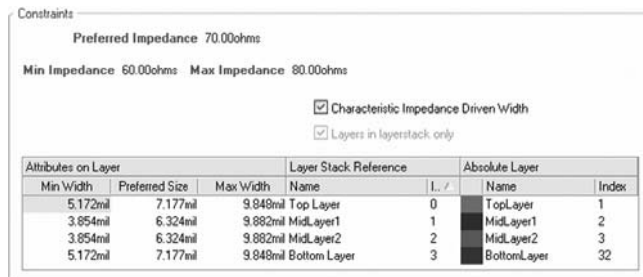 Constraints
Preferred Impedance 70.00ohms
Min Impedance 60.00ohms Max Impedance 80.00ohms
Characteristic Impedance Driven Width
Layers in layerstack only
Attributes on Layer Layer Stack Reference Absolute Layer
Min Width Preferred Size Max Width Name I.. Name Index
5.172mil 7.177mil 9.848mil Top Layer 0 TopLayer 1
3.854mil 6.324mil 9.882mil MidLayer1 1 MidLayer1 2
3.854mil 6.324mil 9.882mil MidLayer2 2 MidLayer2 3
5.172mil 7.177mil 9.848mil Bottom Layer 3 BottomLayer 32